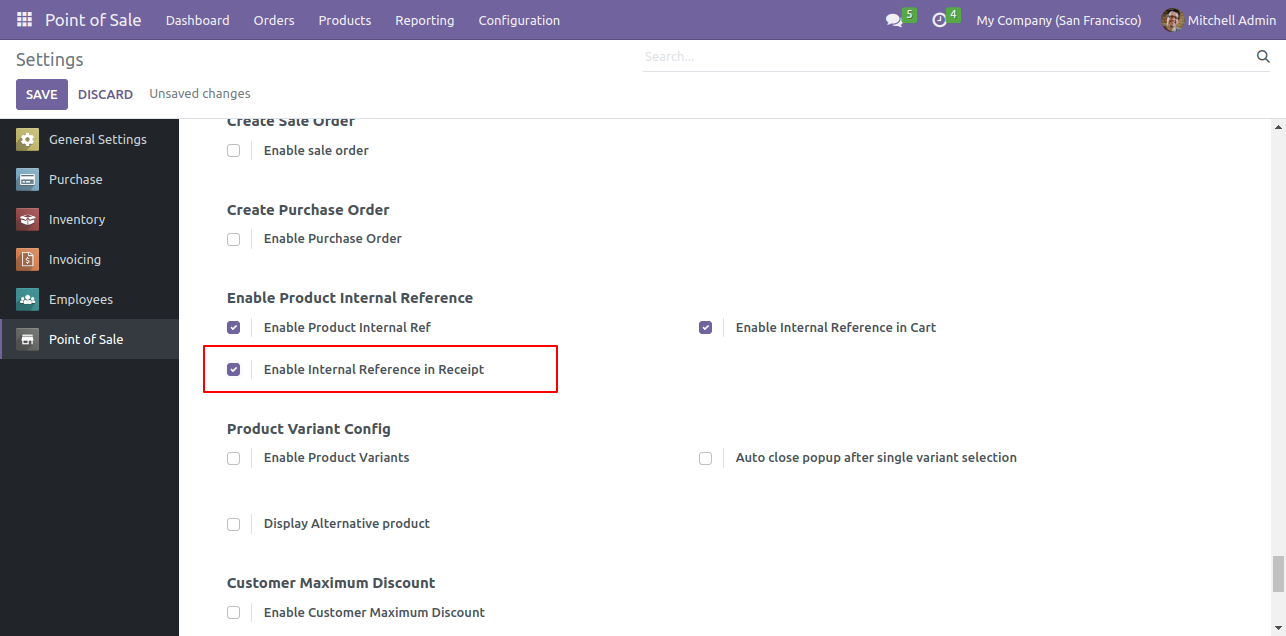 Point of Sale Dashboard Orders Products Reporting Configuration 5 4 My Company (San Francisco) Mitchell Admin
Settings
Search...
SAVE DISCARD Unsaved changes
General Settings
Purchase
Inventory
Invoicing
Employees
Point of Sale
Create Sale Order
Enable sale order
Create Purchase Order
Enable Purchase Order
Enable Product Internal Reference
Enable Product Internal Ref Enable Internal Reference in Cart
Enable Internal Reference in Receipt
Product Variant Config
Enable Product Variants Auto close popup after single variant selection
Display Alternative product
Customer Maximum Discount
Enable Customer Maximum Discount